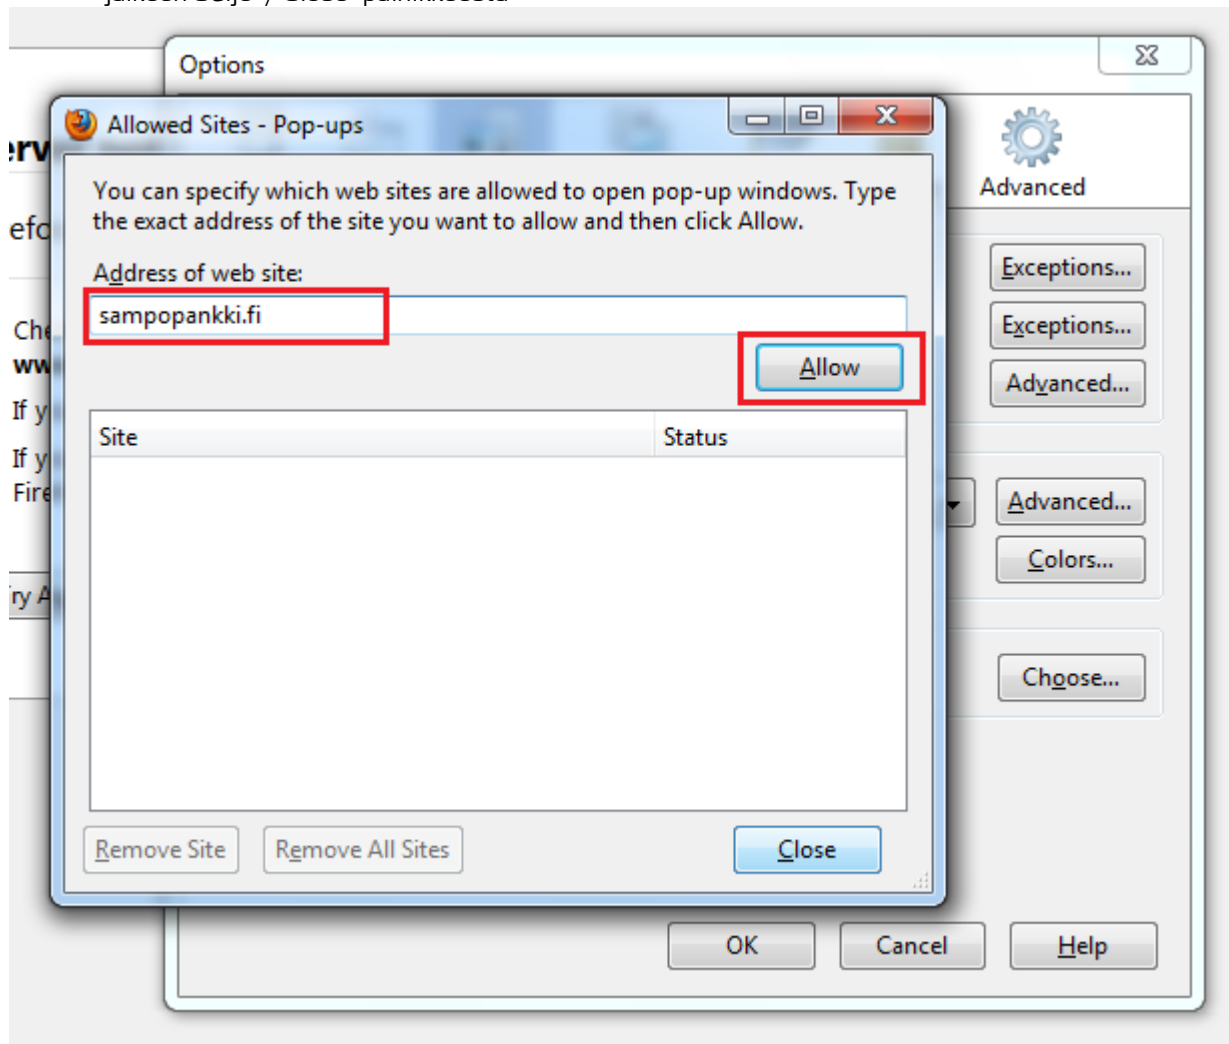 Options
Allowed Sites - Pop-ups
You can specify which web sites are allowed to open pop-up windows. Type
the exact address of the site you want to allow and then click Allow.
Address of web site:
sampopankki.fi
Allow
Site Status
Remove Site Remove All Sites Close
Advanced
Exceptions...
Exceptions...
Advanced...
Advanced...
Colors...
Choose...
OK Cancel Help
If y
If y
Fire